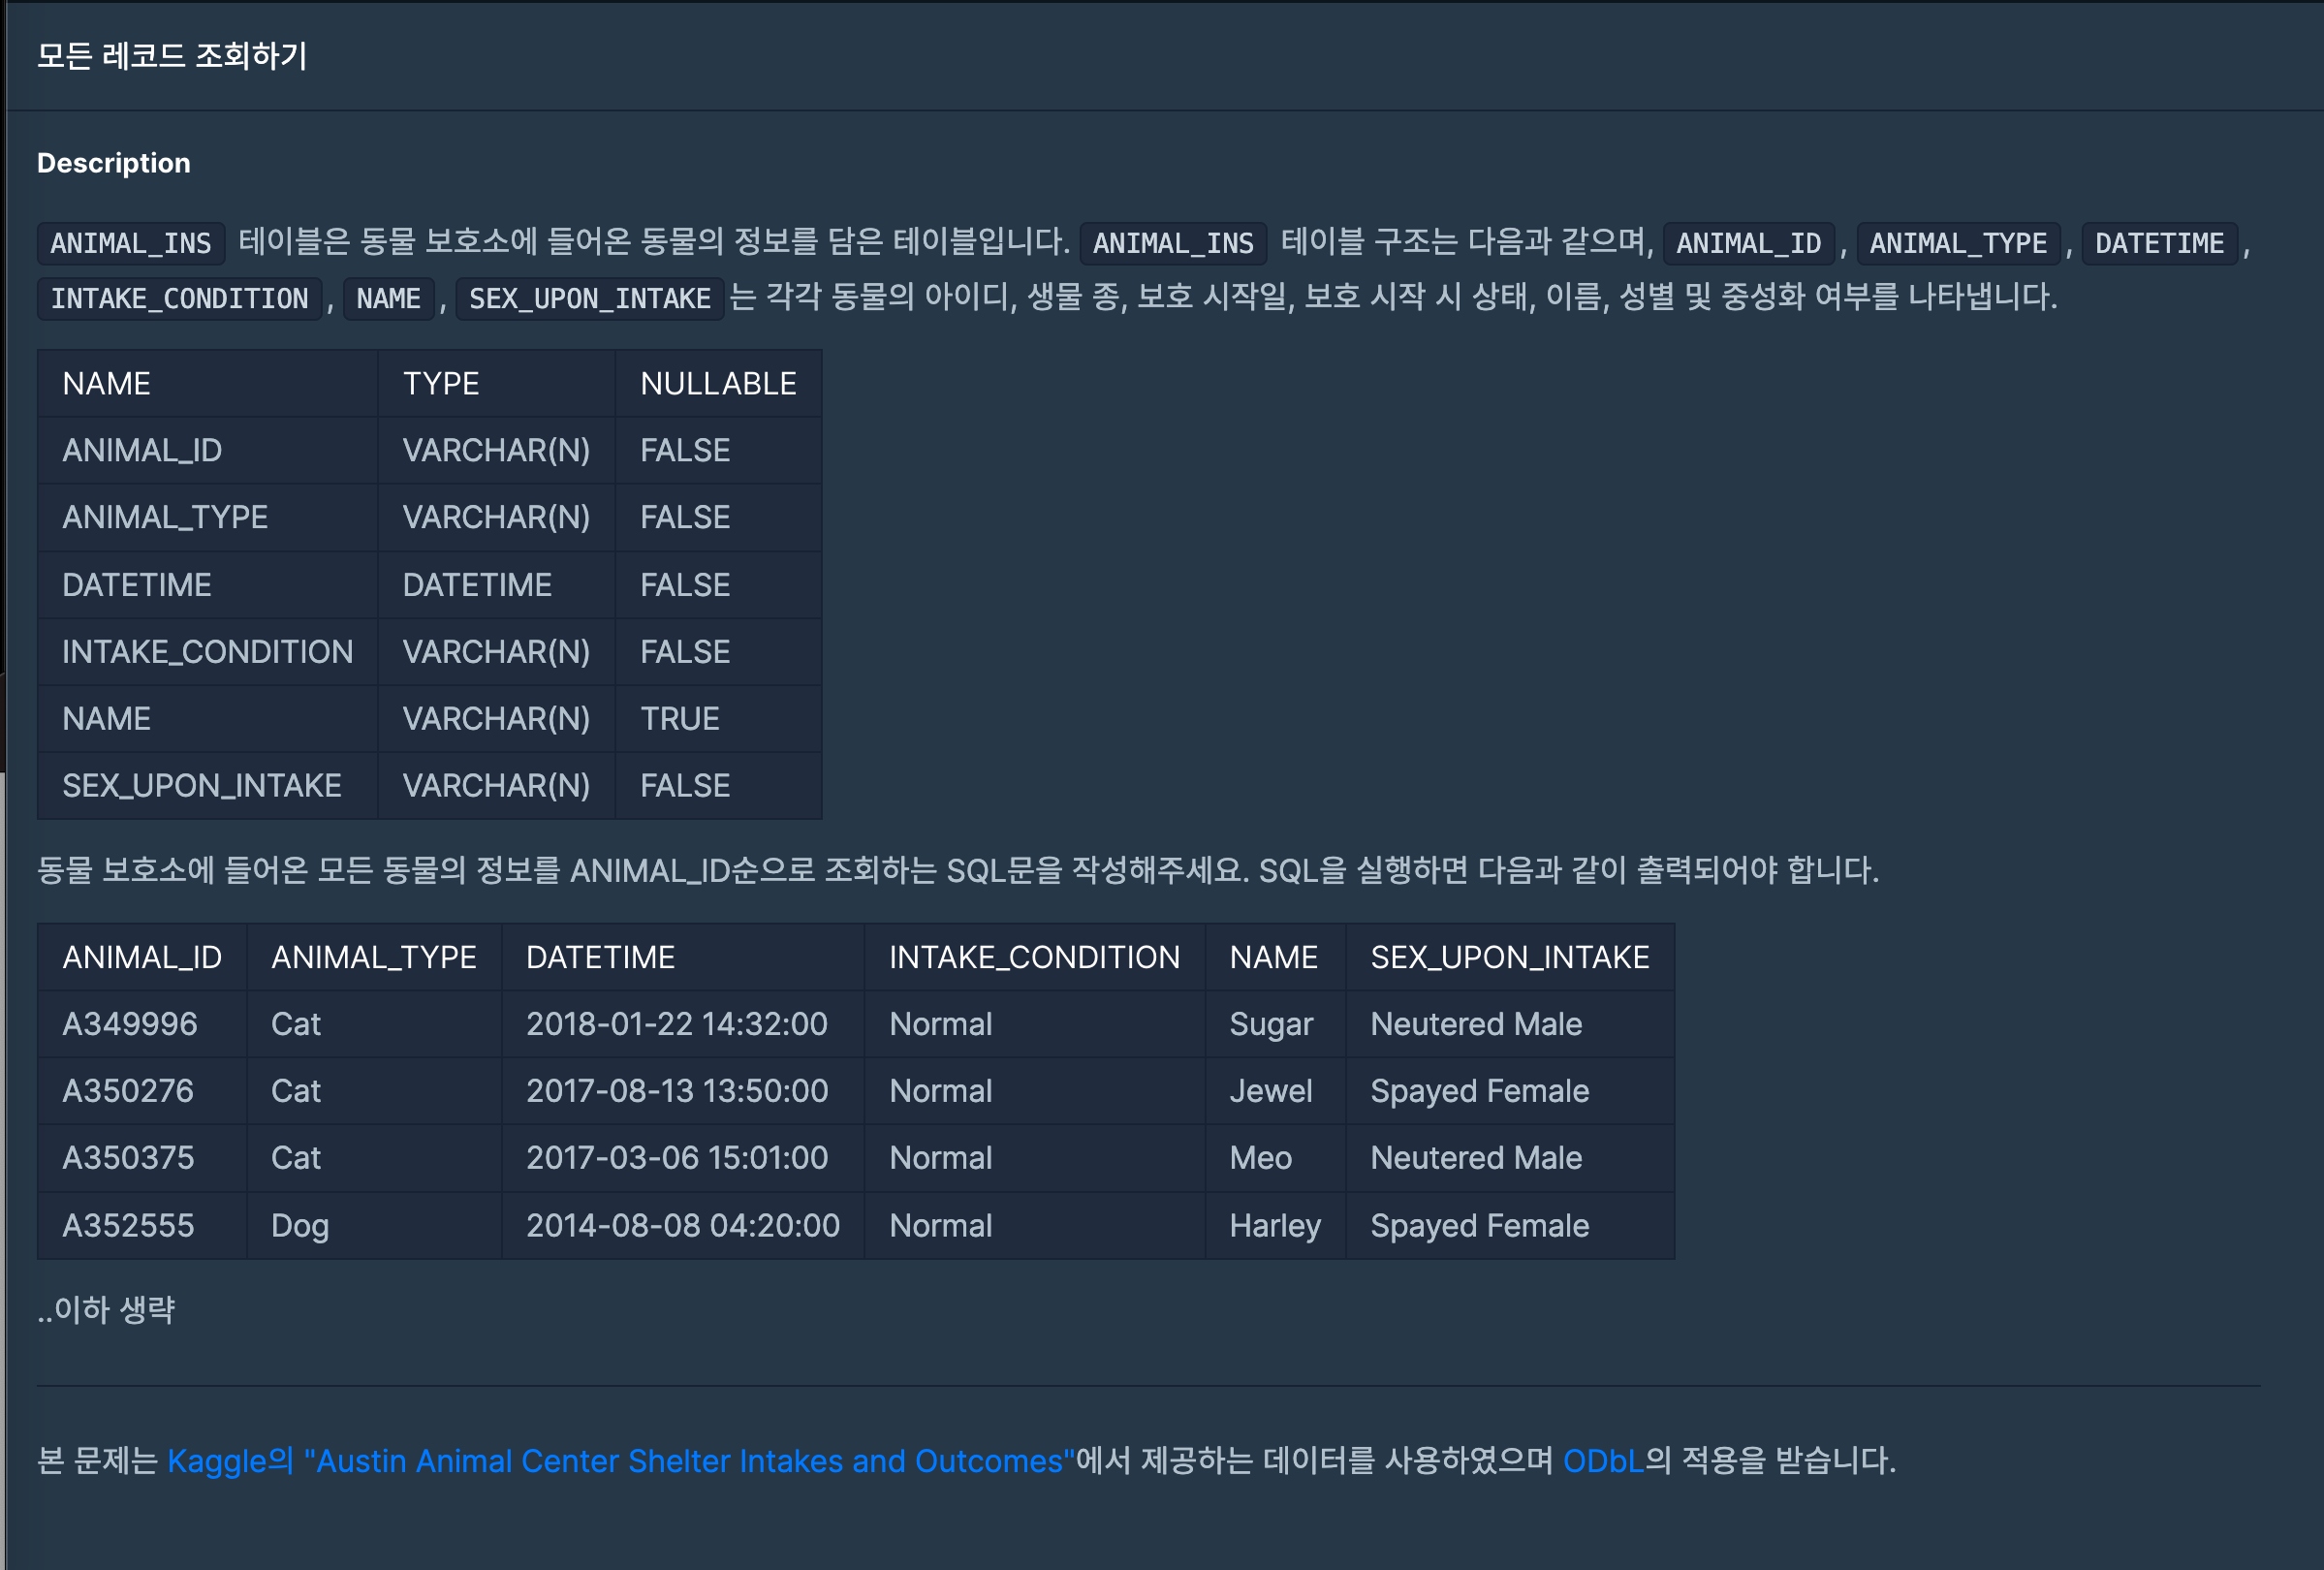 모든 레코드 조회하기
Description
ANIMAL_INS 테이블은 동물 보호소에 들어온 동물의 정보를 담은 테이블입니다. ANIMAL_INS 테이블 구조는 다음과 같으며, ANIMAL_ID, ANIMAL_TYPE, DATETIME,
INTAKE_CONDITION, NAME, SEX_UPON_INTAKE는 각각 동물의 아이디, 생물 종, 보호 시작일, 보호 시작 시 상태, 이름, 성별 및 중성화 여부를 나타냅니다.
NAME TYPE NULLABLE
ANIMAL_ID VARCHAR(N) FALSE
ANIMAL_TYPE VARCHAR(N) FALSE
DATETIME DATETIME FALSE
INTAKE_CONDITION VARCHAR(N) FALSE
NAME VARCHAR(N) TRUE
SEX_UPON_INTAKE VARCHAR(N) FALSE
동물 보호소에 들어온 모든 동물의 정보를 ANIMAL_ID순으로 조회하는 SQL문을 작성해주세요. SQL을 실행하면 다음과 같이 출력되어야 합니다.
ANIMAL_ID ANIMAL_TYPE DATETIME INTAKE_CONDITION NAME SEX_UPON_INTAKE
A349996 Cat 2018-01-22 14:32:00 Normal Sugar Neutered Male
A350276 Cat 2017-08-13 13:50:00 Normal Jewel Spayed Female
A350375 Cat 2017-03-06 15:01:00 Normal Meo Neutered Male
A352555 Dog 2014-08-08 04:20:00 Normal Harley Spayed Female
..이하 생략
본 문제는 Kaggle의 "Austin Animal Center Shelter Intakes and Outcomes"에서 제공하는 데이터를 사용하였으며 ODbL의 적용을 받습니다.